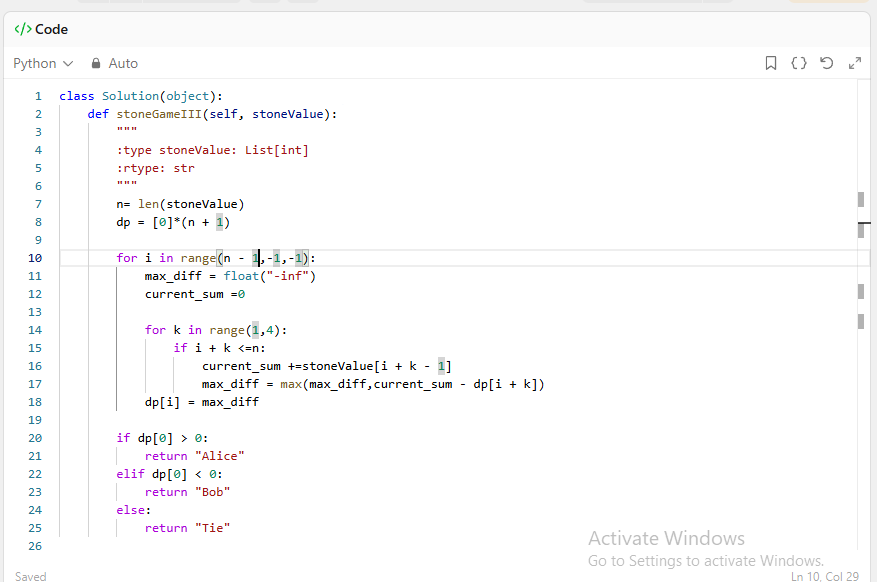 </> Code
Python Auto
1 class Solution(object):
2     def stoneGameIII(self, stoneValue):
3         """
4         :type stoneValue: List[int]
5         :rtype: str
6         """
7         n= len(stoneValue)
8         dp = [0]*(n + 1)
9
10         for i in range(n - 1,-1,-1):
11             max_diff = float("-inf")
12             current_sum =0
13
14             for k in range(1,4):
15                 if i + k <=n:
16                     current_sum +=stoneValue[i + k - 1]
17                     max_diff = max(max_diff,current_sum - dp[i + k])
18             dp[i] = max_diff
19
20         if dp[0] > 0:
21             return "Alice"
22         elif dp[0] < 0:
23             return "Bob"
24         else:
25             return "Tie"
26
Activate Windows
Go to Settings to activate Windows.
Saved Ln 10, Col 29